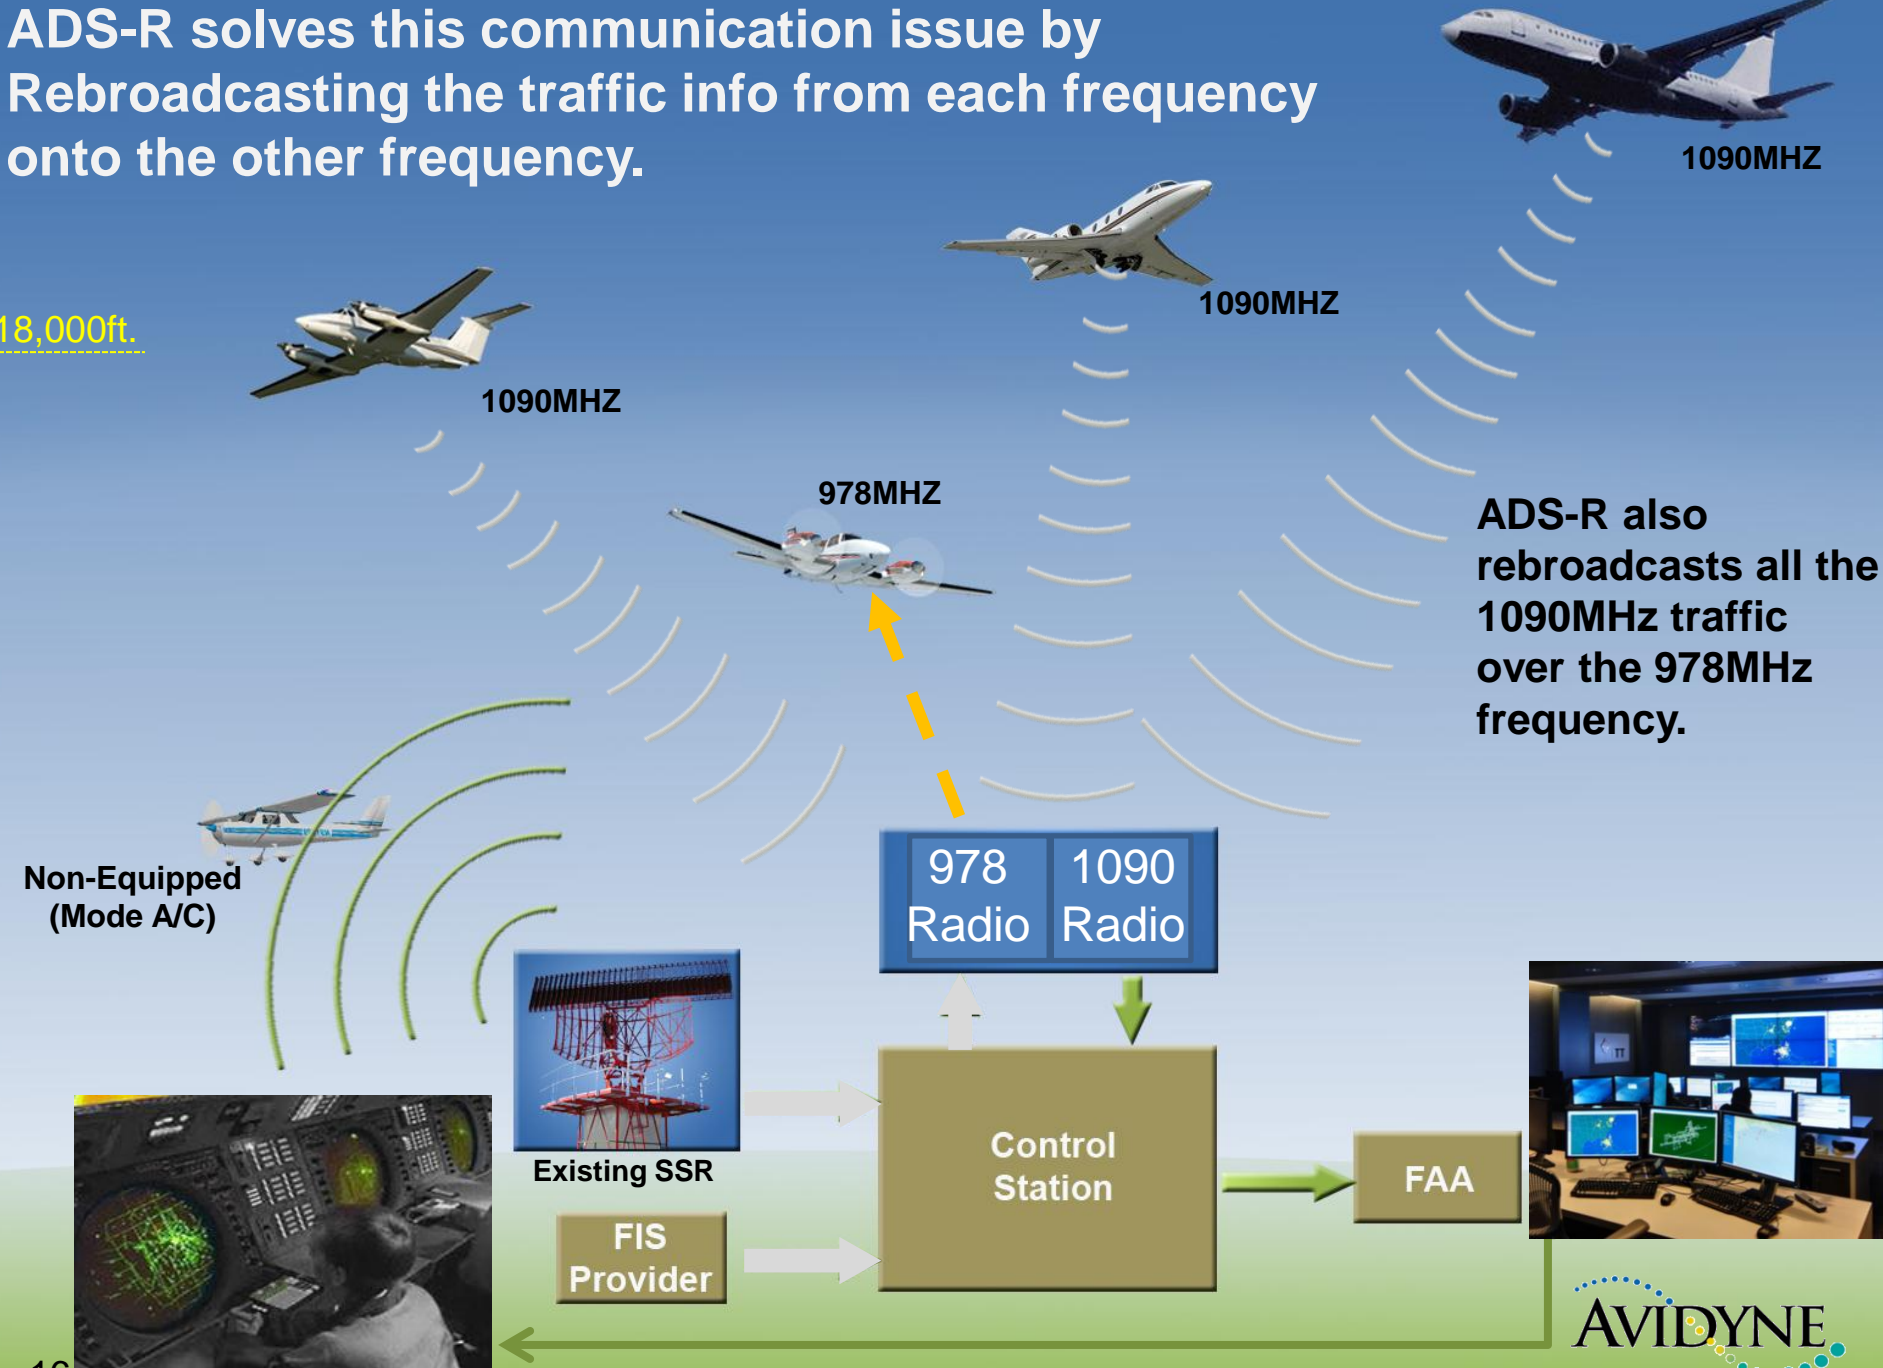 ADS-R solves this communication issue by
Rebroadcasting the traffic info from each frequency
onto the other frequency.
1090MHZ
1090MHZ
18,000ft.
1090MHZ
978MHZ
ADS-R also
rebroadcasts all the
1090MHz traffic
over the 978MHz
frequency.
Non-Equipped
(Mode A/C)
978
Radio
1090
Radio
Existing SSR
Control
Station
FAA
FIS
Provider
AVIDYNE